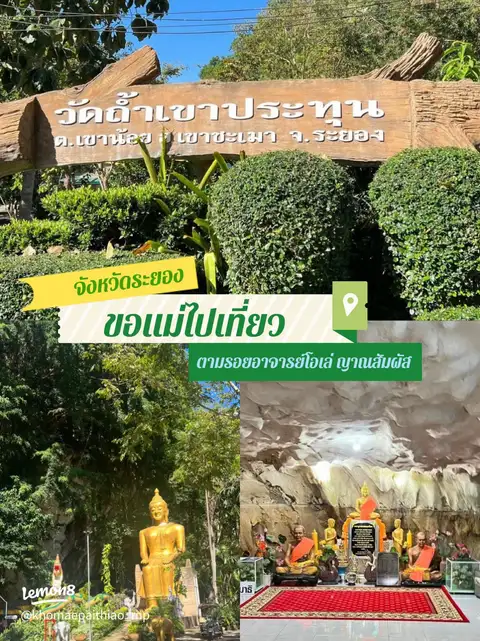 วัดถ้ำเขาประทุน
ต.เขาน้อย อ.เขาชะเมา จ.ระยอง
จังหวัดระยอง
ขอแม่ไปเที่ยว
ตามรอยอาจารย์โอเล่ ญาณสัมผัส
lemon8